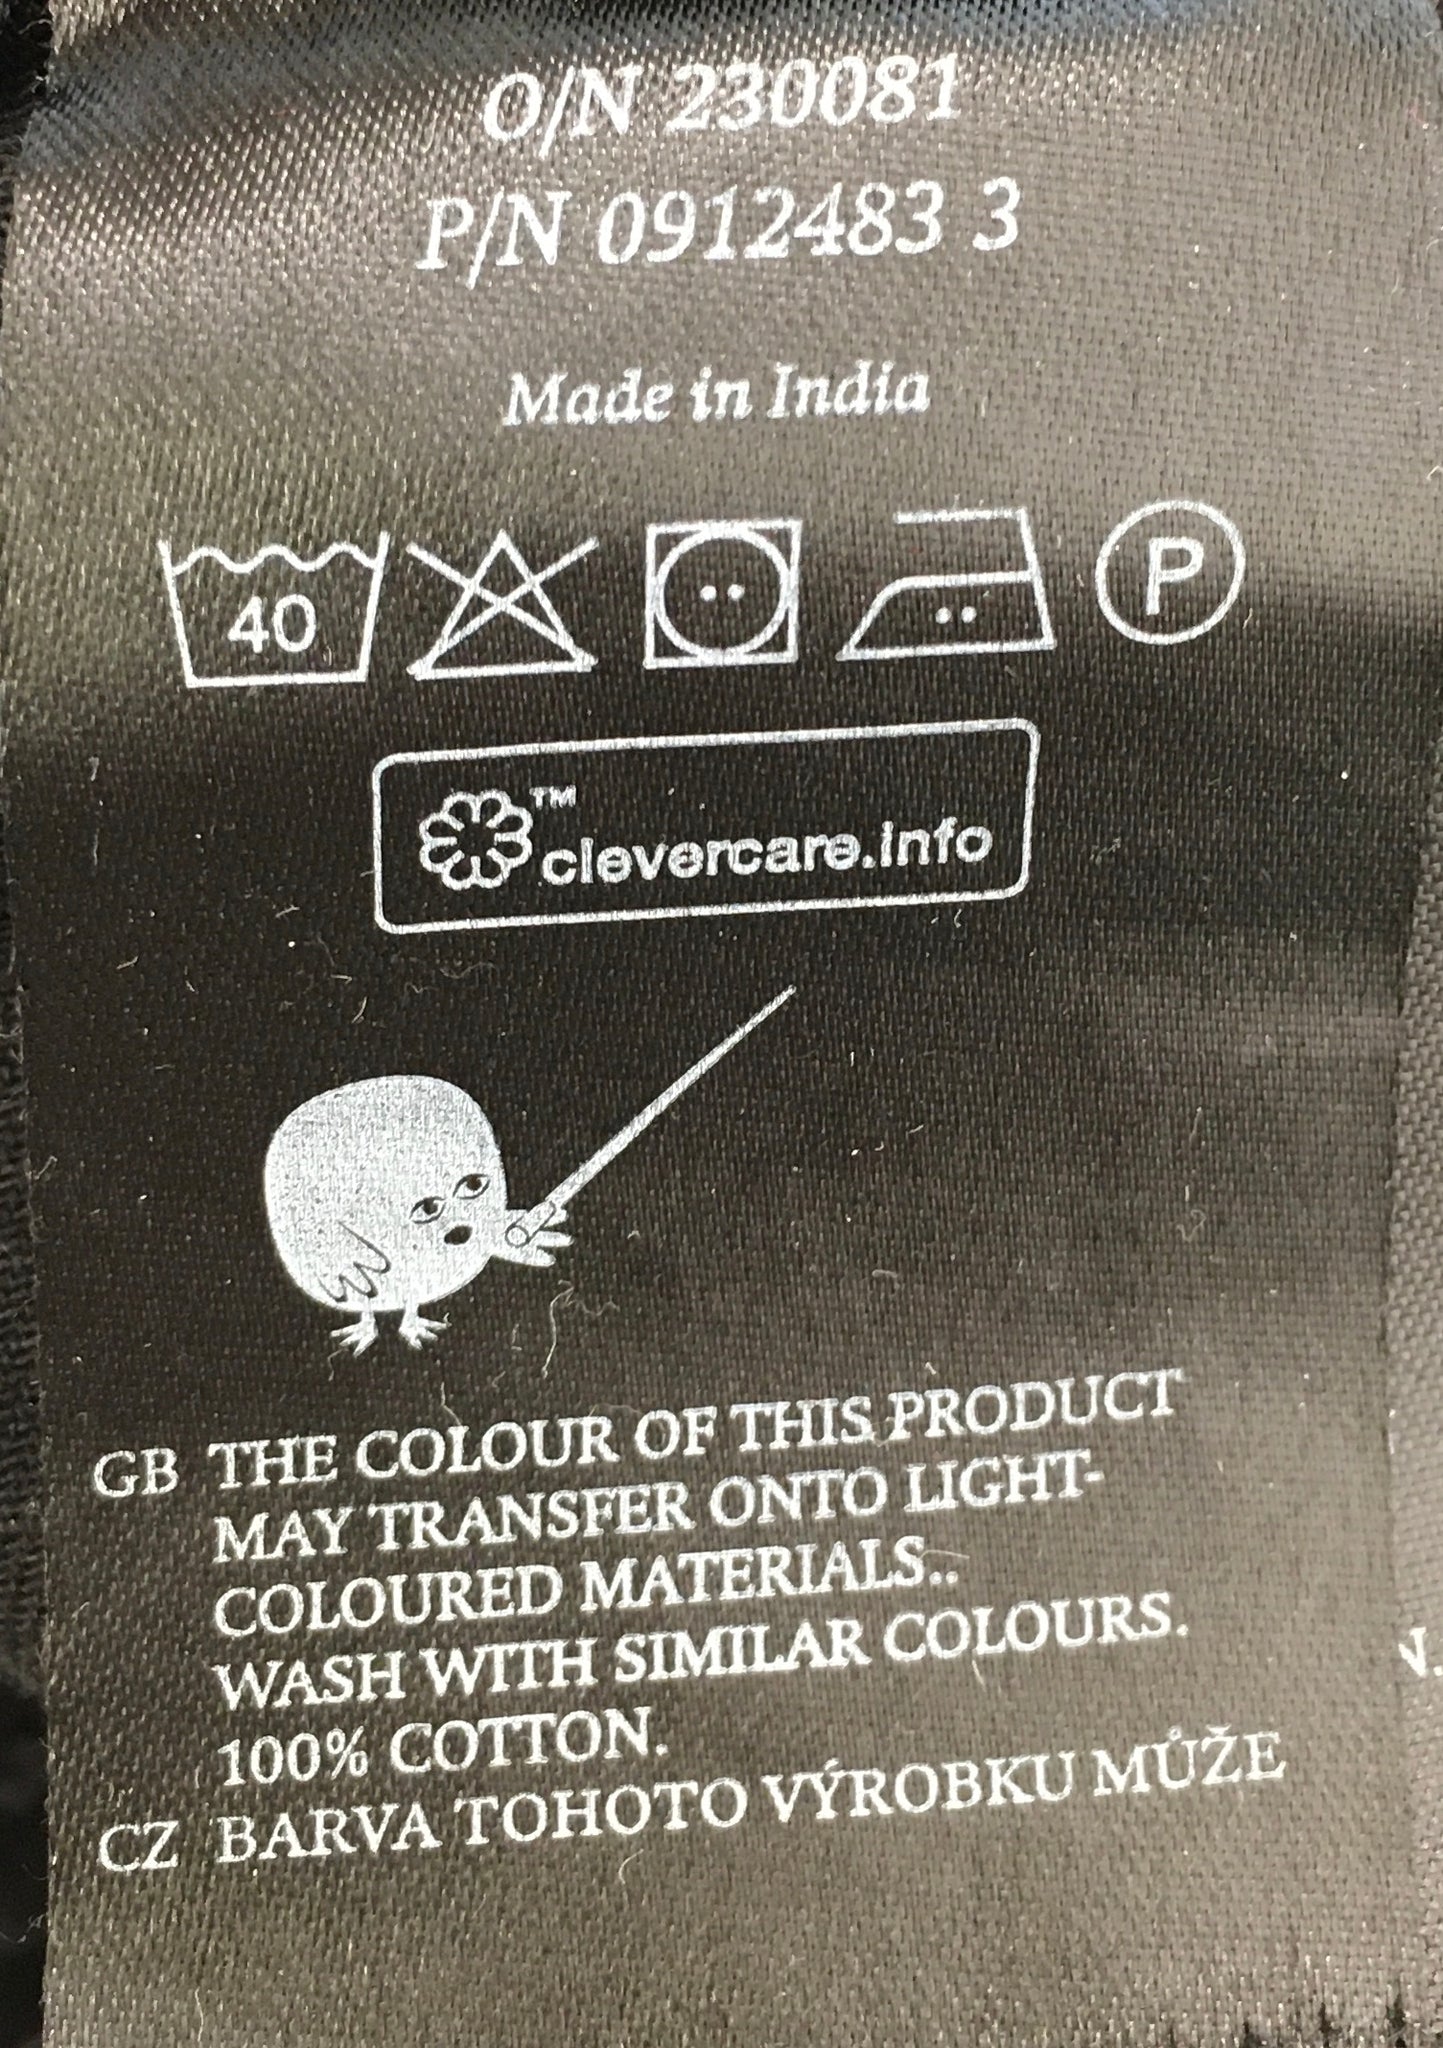 O/N 230081
P/N 0912483 3
Made in India
40
P
™
clevercare.info
GB THE COLOUR OF THIS PRODUCT
MAY TRANSFER ONTO LIGHT-
COLOURED MATERIALS..
WASH WITH SIMILAR COLOURS.
100% COTTON.
CZ BARVA TOHOTO VÝROBKU MŮŽE